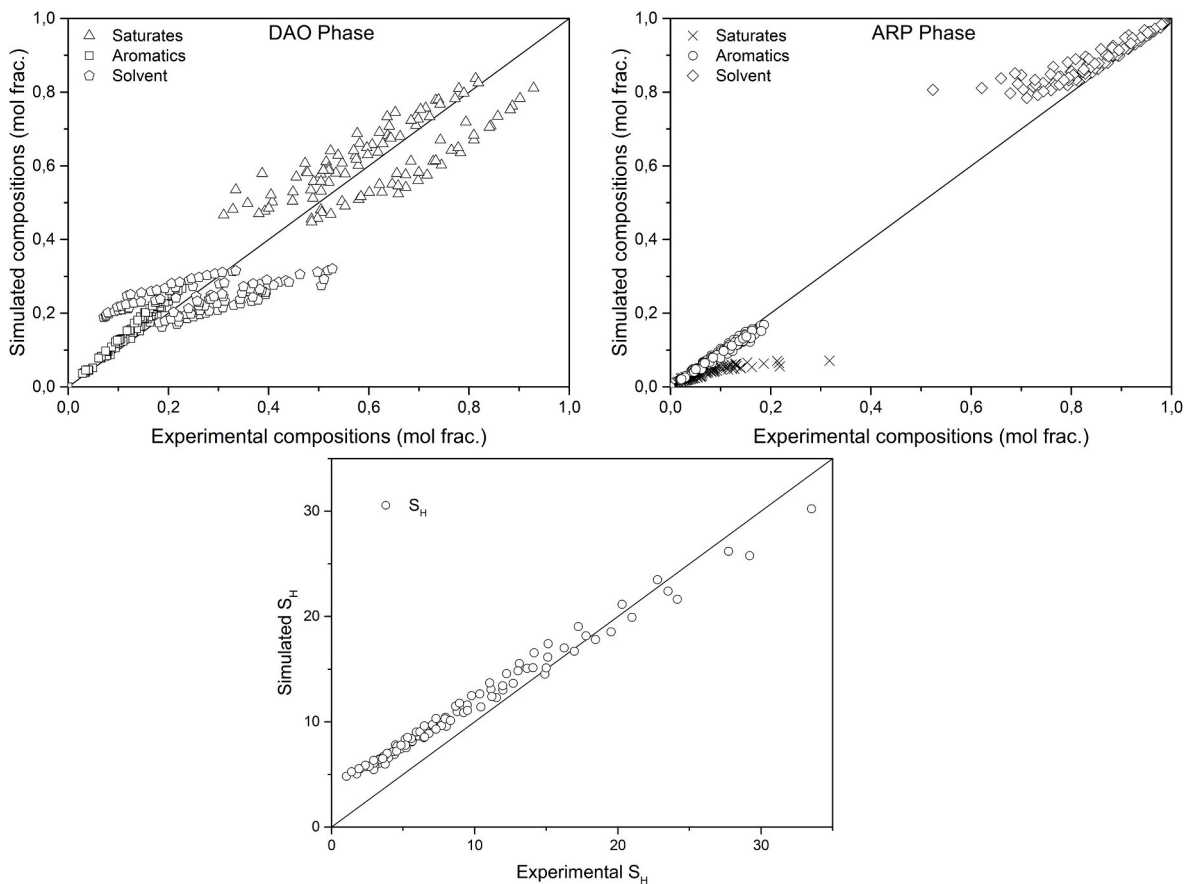 DAO Phase
Saturates
Aromatics
Solvent
Simulated compositions (mol frac.)
1,0
0,8
0,6
0,4
0,2
0,0
0,0 0,2 0,4 0,6 0,8 1,0
Experimental compositions (mol frac.)
ARP Phase
Saturates
Aromatics
Solvent
Simulated compositions (mol frac.)
1,0
0,8
0,6
0,4
0,2
0,0
0,0 0,2 0,4 0,6 0,8 1,0
Experimental compositions (mol frac.)
S_H
Simulated S_H
30
20
10
0
0 10 20 30
Experimental S_H